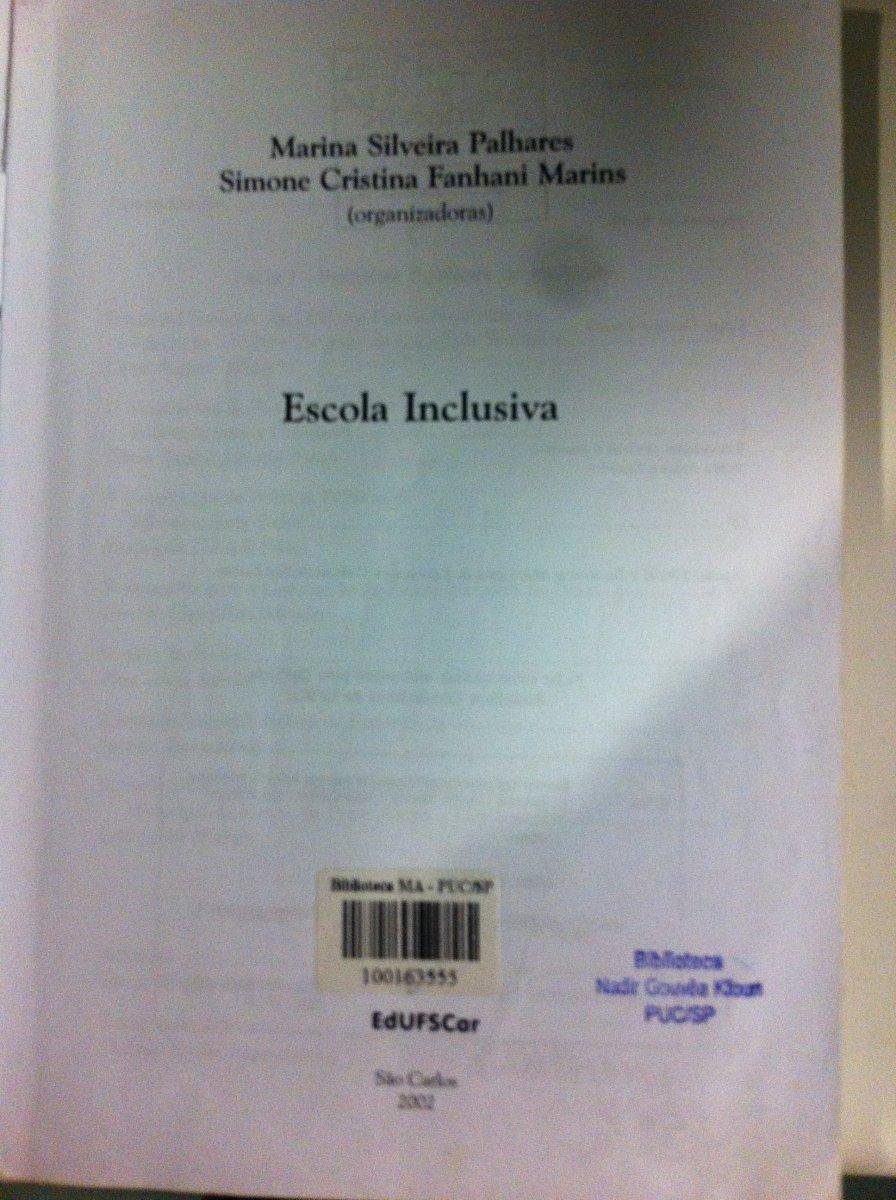 Marina Silveira Palhares
Simone Cristina Fanhani Marins
(organizadoras)
Escola Inclusiva
Biblioteca MA - PUC/SP
100163555
EdUFSCar
São Carlos
2002
Biblioteca
Nadir Gouvêa Kfouri
PUC/SP